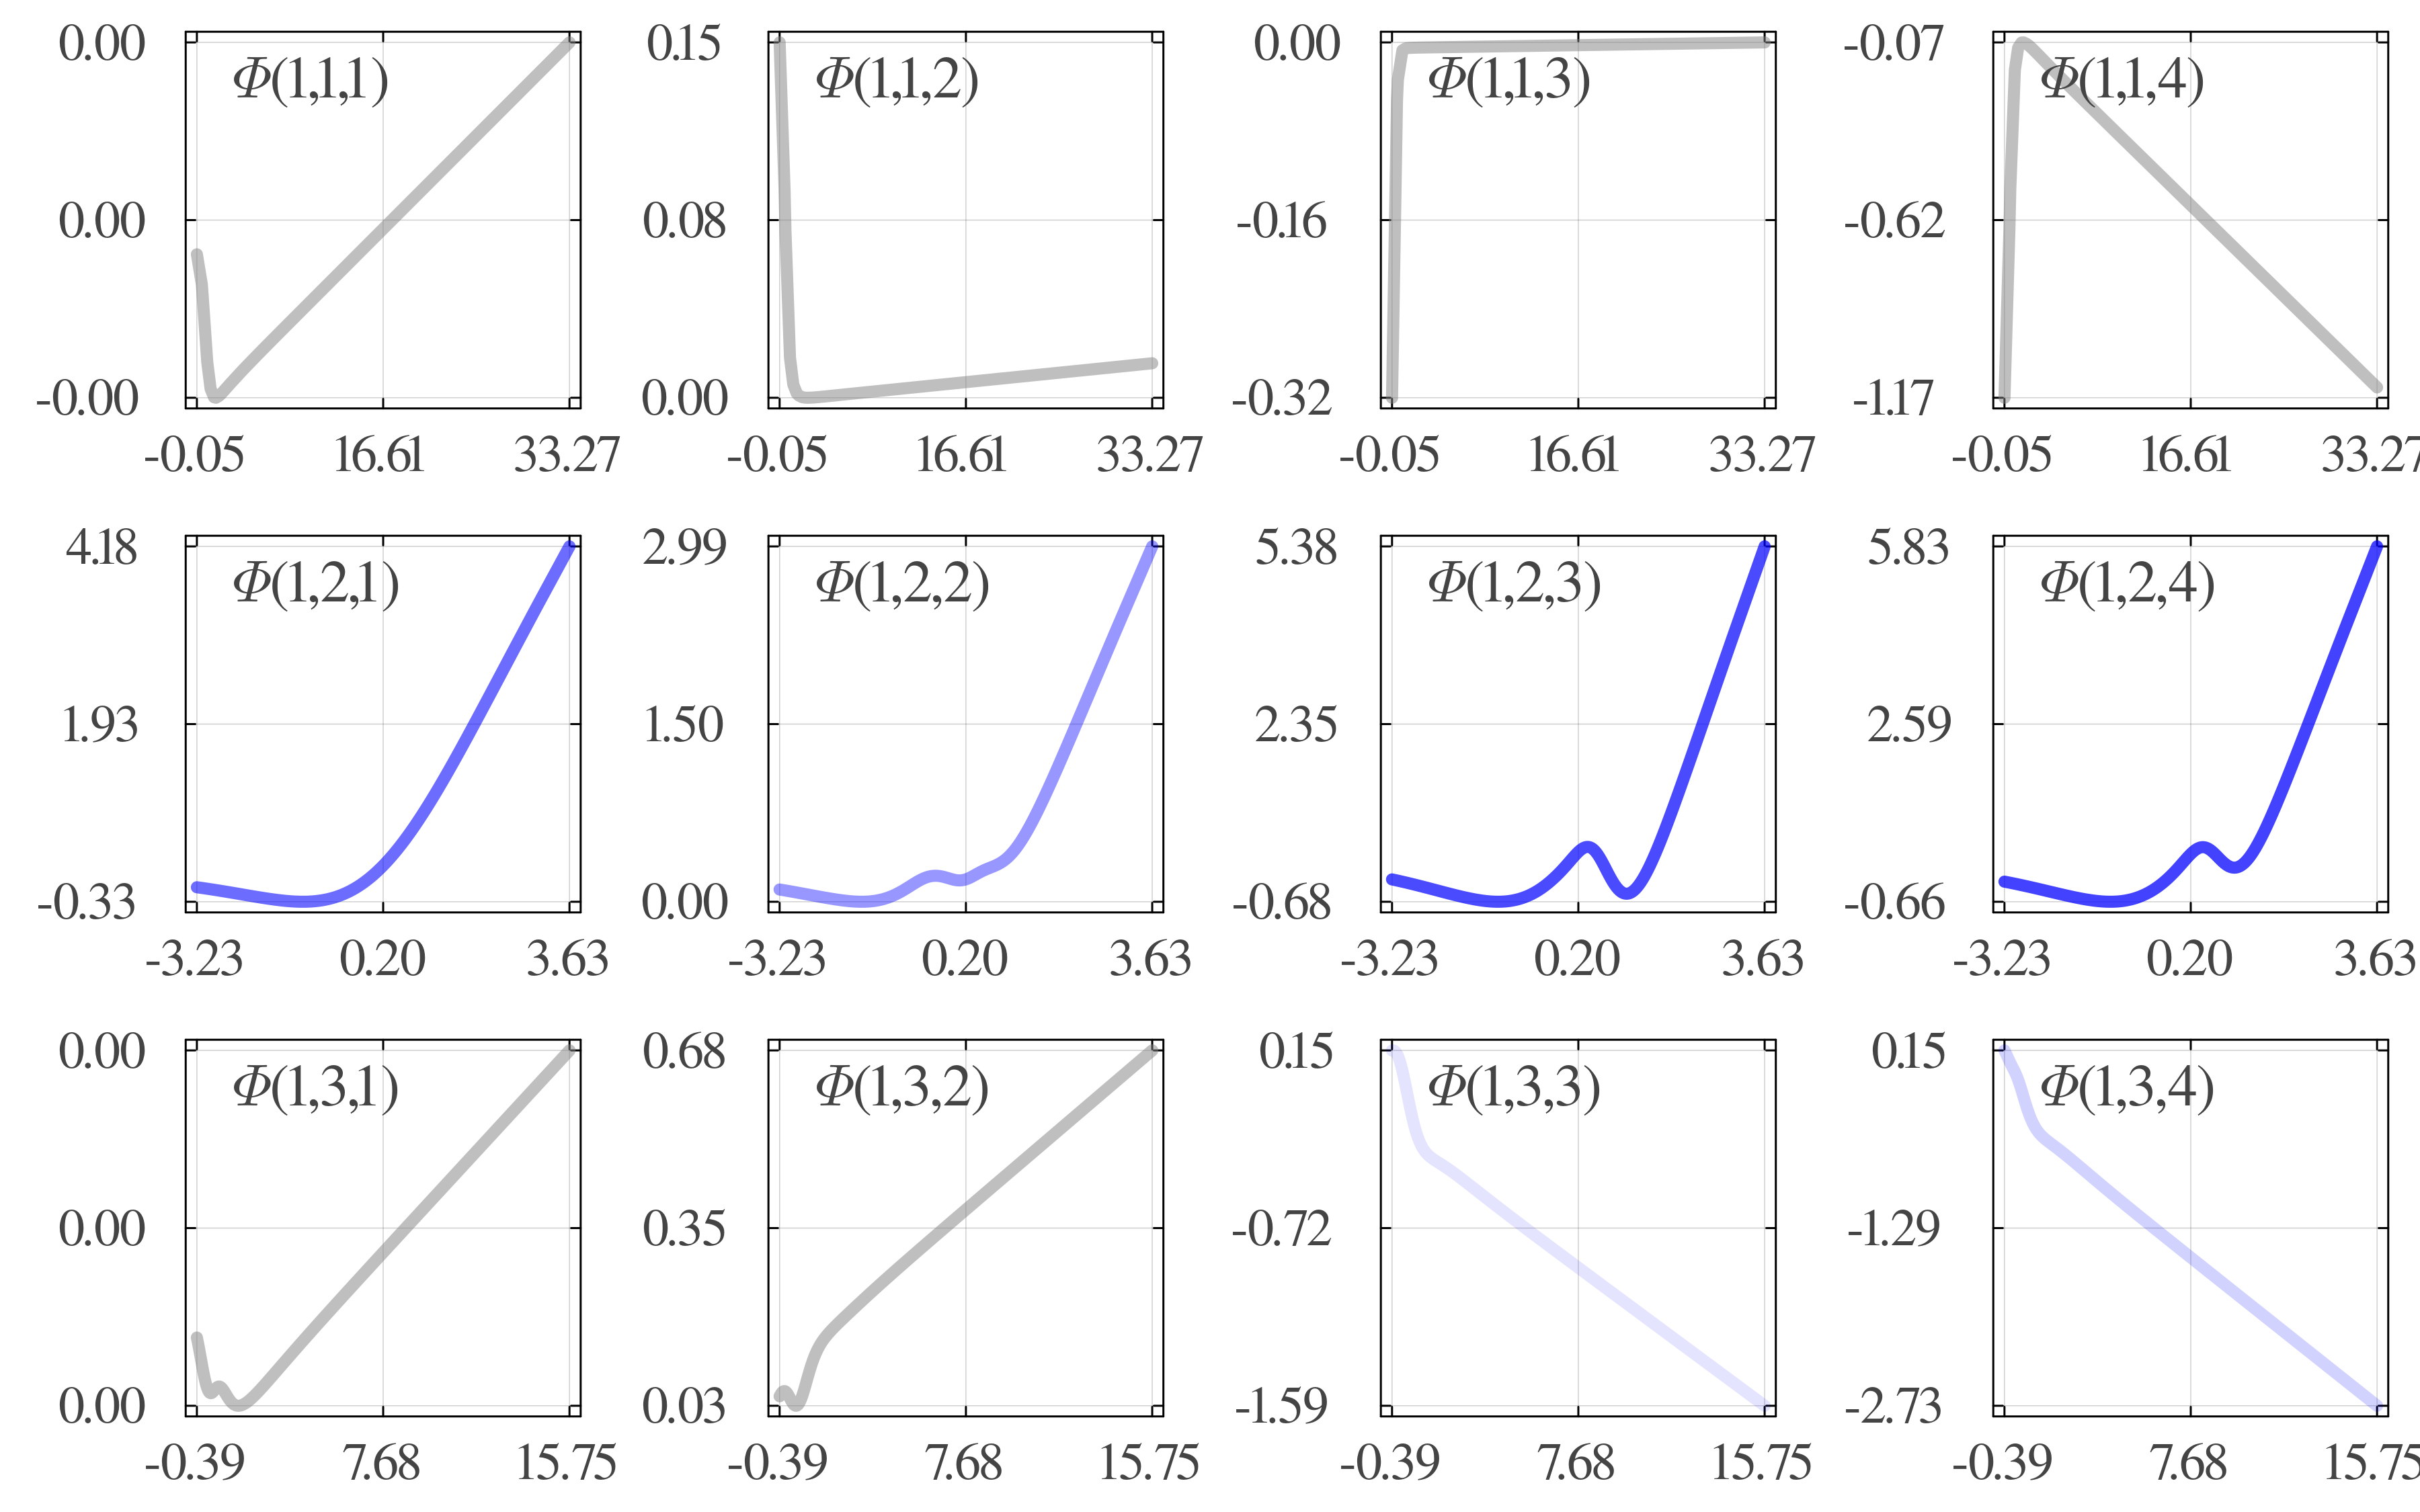 0.00 0.15 0.00 -0.07
Φ(1,1,1) Φ(1,1,2) Φ(1,1,3) Φ(1,1,4)
0.00 0.08 -0.16 -0.62
-0.00 0.00 -0.32 -1.17
-0.05 16.61 33.27 -0.05 16.61 33.27 -0.05 16.61 33.27 -0.05 16.61 33.27
4.18 2.99 5.38 5.83
Φ(1,2,1) Φ(1,2,2) Φ(1,2,3) Φ(1,2,4)
1.93 1.50 2.35 2.59
-0.33 0.00 -0.68 -0.66
-3.23 0.20 3.63 -3.23 0.20 3.63 -3.23 0.20 3.63 -3.23 0.20 3.63
0.00 0.68 0.15 0.15
Φ(1,3,1) Φ(1,3,2) Φ(1,3,3) Φ(1,3,4)
0.00 0.35 -0.72 -1.29
0.00 0.03 -1.59 -2.73
-0.39 7.68 15.75 -0.39 7.68 15.75 -0.39 7.68 15.75 -0.39 7.68 15.75